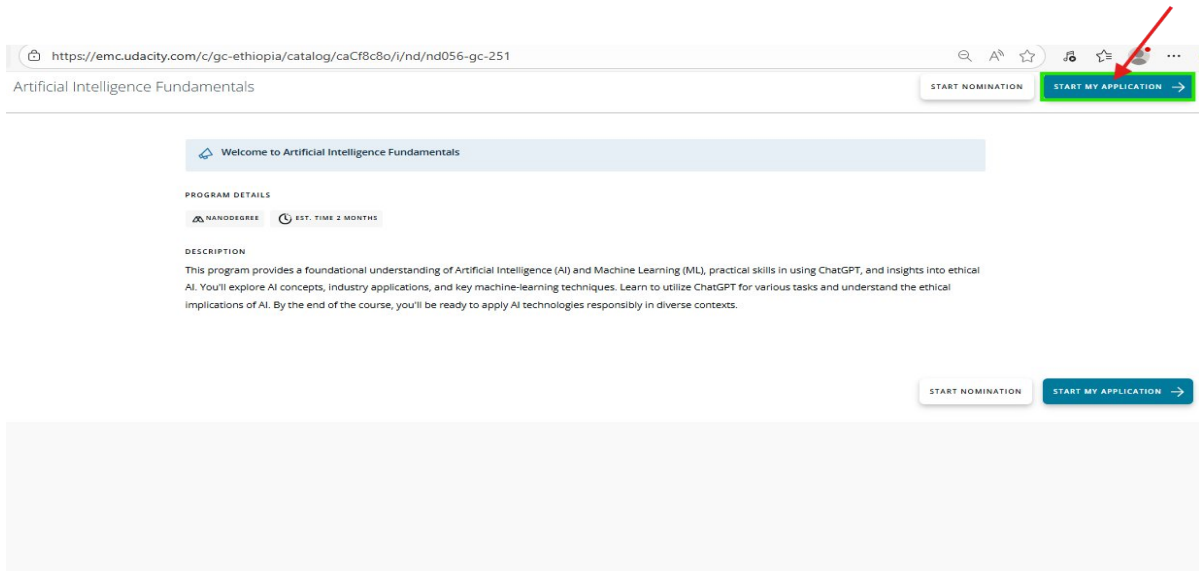 https://emc.udacity.com/c/gc-ethiopia/catalog/caCf8c8o/i/nd/nd056-gc-251
Artificial Intelligence Fundamentals
START NOMINATION
START MY APPLICATION
Welcome to Artificial Intelligence Fundamentals
PROGRAM DETAILS
NANODEGREE
EST. TIME 2 MONTHS
DESCRIPTION
This program provides a foundational understanding of Artificial Intelligence (AI) and Machine Learning (ML), practical skills in using ChatGPT, and insights into ethical
AI. You'll explore AI concepts, industry applications, and key machine-learning techniques. Learn to utilize ChatGPT for various tasks and understand the ethical
implications of AI. By the end of the course, you'll be ready to apply AI technologies responsibly in diverse contexts.
START NOMINATION
START MY APPLICATION